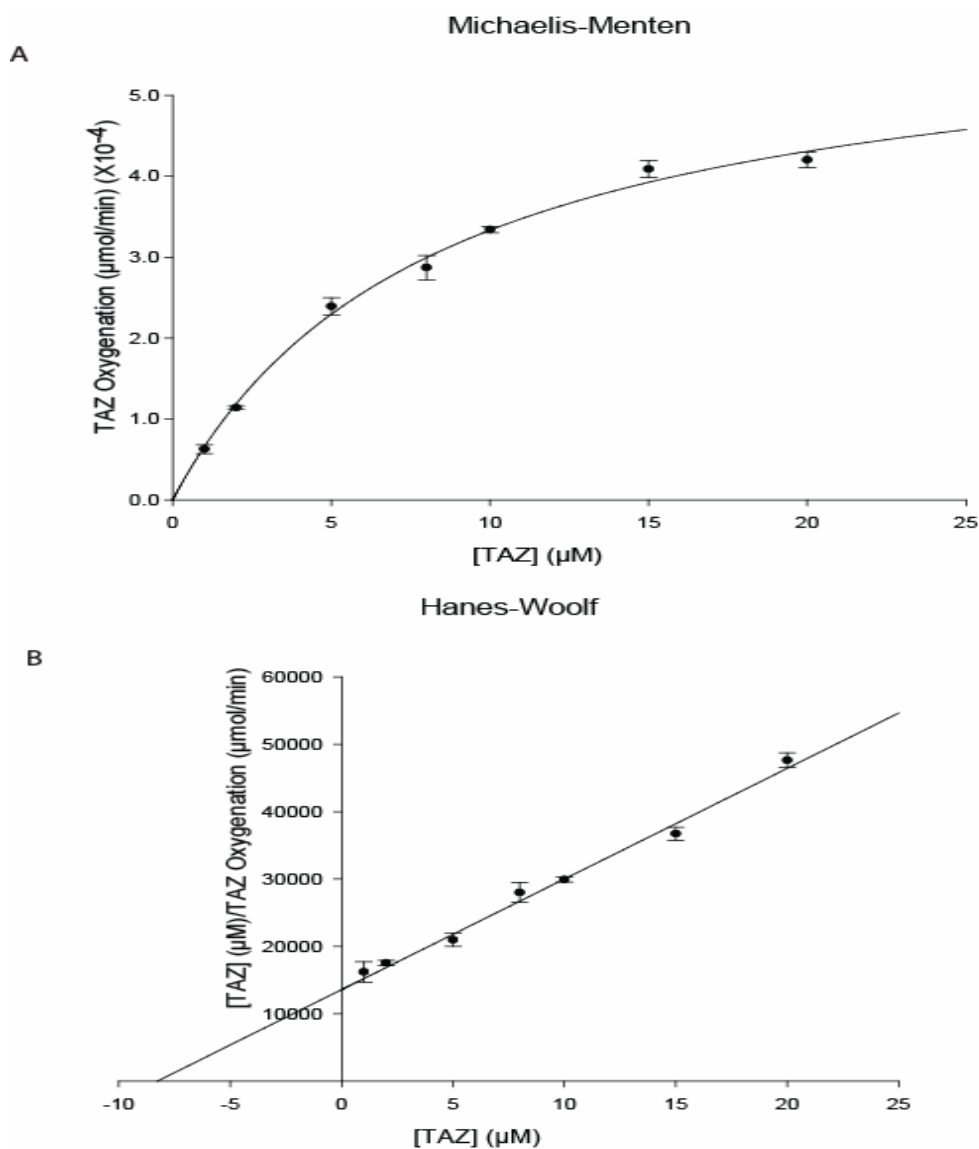 Michaelis-Menten
A
TAZ Oxygenation (µmol/min) (X10⁻⁴)
5.0
4.0
3.0
2.0
1.0
0.0
0 5 10 15 20 25
[TAZ] (µM)
Hanes-Woolf
B
[TAZ] (µM)/TAZ Oxygenation (µmol/min)
60000
50000
40000
30000
20000
10000
-10 -5 0 5 10 15 20 25
[TAZ] (µM)